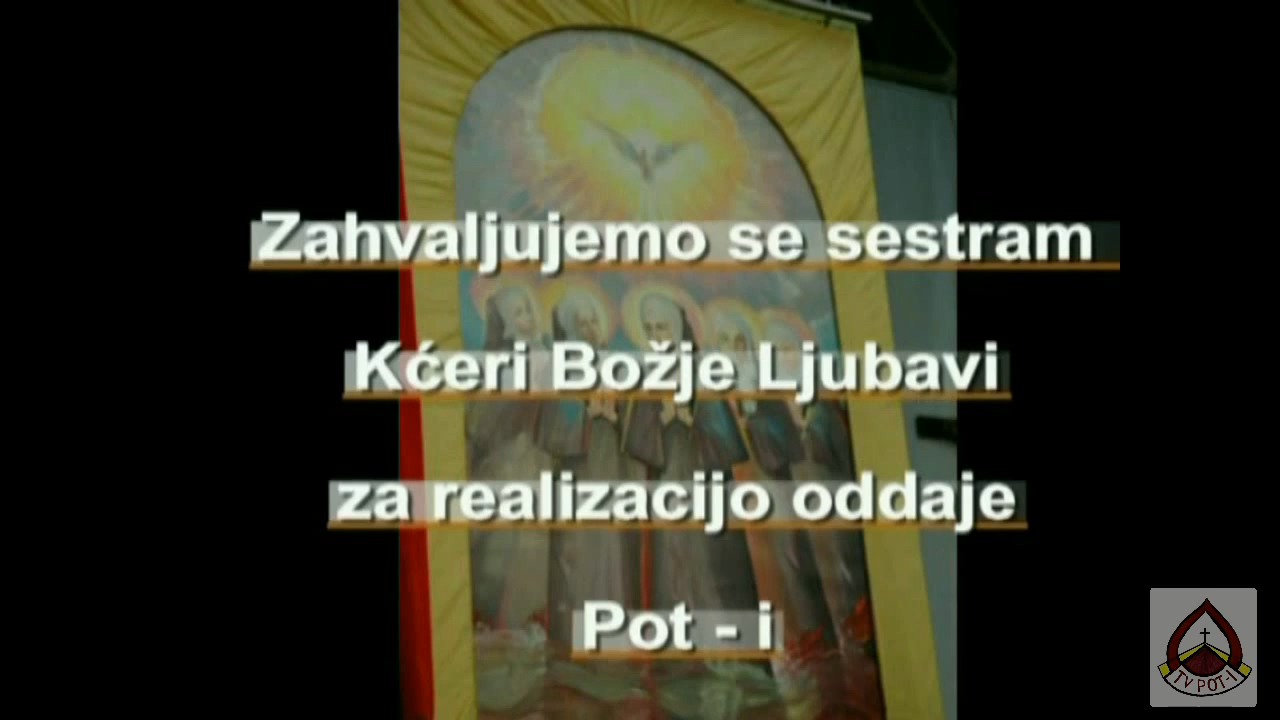 Zahvaljujemo se sestram
Kćeri Božje Ljubavi
za realizacijo oddaje
Pot - i
TV POT-I